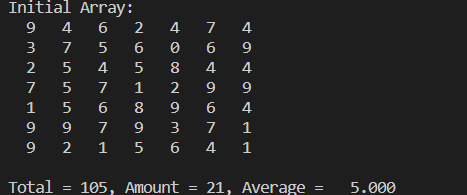 Initial Array:
9 4 6 2 4 7 4
3 7 5 6 0 6 9
2 5 4 5 8 4 4
7 5 7 1 2 9 9
1 5 6 8 9 6 4
9 9 7 9 3 7 1
9 2 1 5 6 4 1
Total = 105, Amount = 21, Average =   5.000